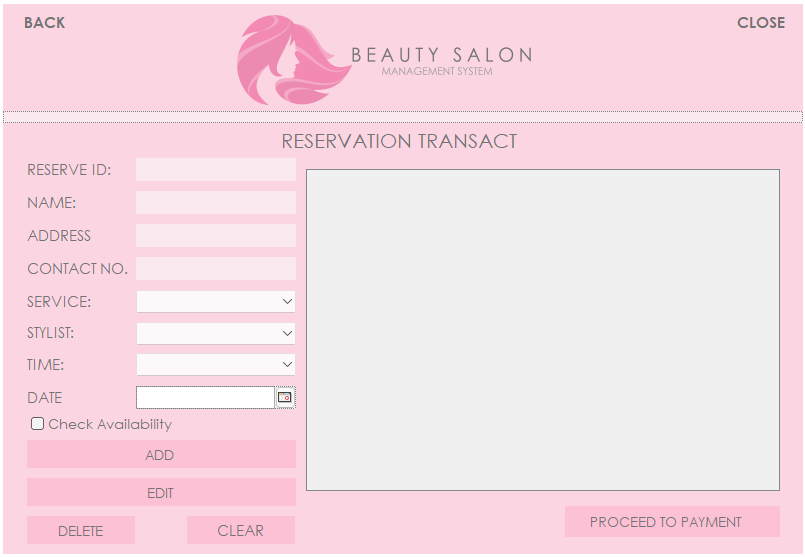 BACK
CLOSE
BEAUTY SALON
MANAGEMENT SYSTEM
RESERVATION TRANSACT
RESERVE ID:
NAME:
ADDRESS
CONTACT NO.
SERVICE:
STYLIST:
TIME:
DATE
Check Availability
ADD
EDIT
DELETE
CLEAR
PROCEED TO PAYMENT